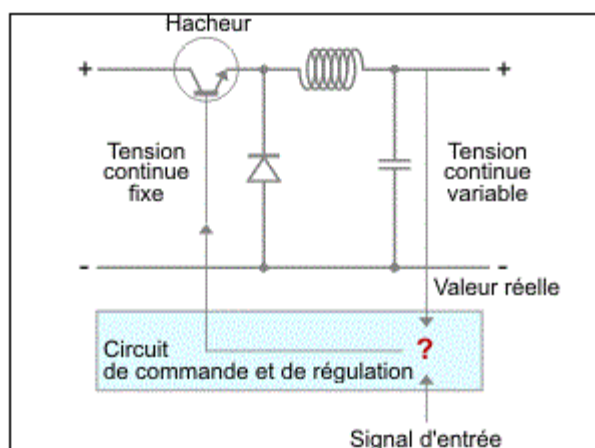 Hacheur
+
+
Tension
continue
fixe
Tension
continue
variable
-
-
Valeur réelle
Circuit
de commande et de régulation
?
Signal d'entrée